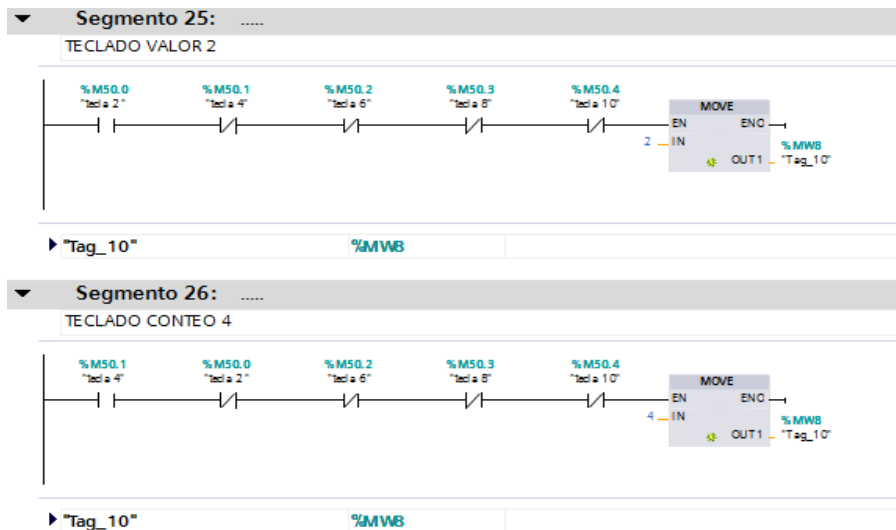 Segmento 25: .....
TECLADO VALOR 2
%M50.0 %M50.1 %M50.2 %M50.3 %M50.4
"tecla 2" "tecla 4" "tecla 6" "tecla 8" "tecla 10"
MOVE
EN ENO
2 IN
%MW8
OUT1 "Tag_10"
"Tag_10" %MW8
Segmento 26: .....
TECLADO CONTEO 4
%M50.1 %M50.0 %M50.2 %M50.3 %M50.4
"tecla 4" "tecla 2" "tecla 6" "tecla 8" "tecla 10"
MOVE
EN ENO
4 IN
%MW8
OUT1 "Tag_10"
"Tag_10" %MW8